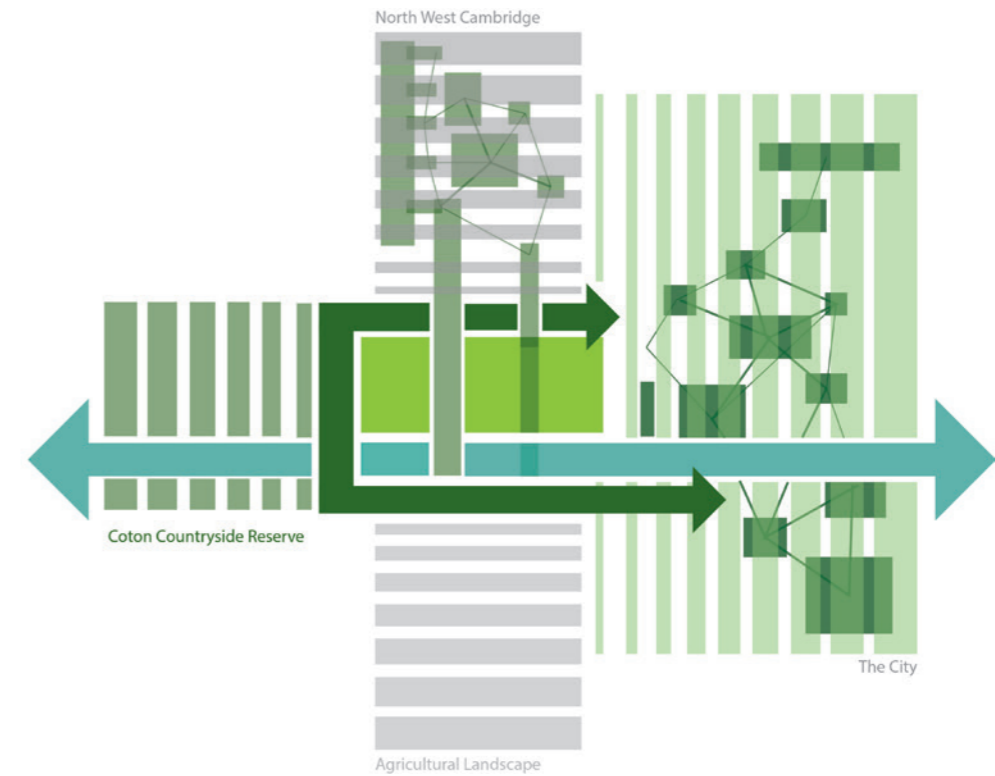 North West Cambridge
Coton Countryside Reserve
The City
Agricultural Landscape